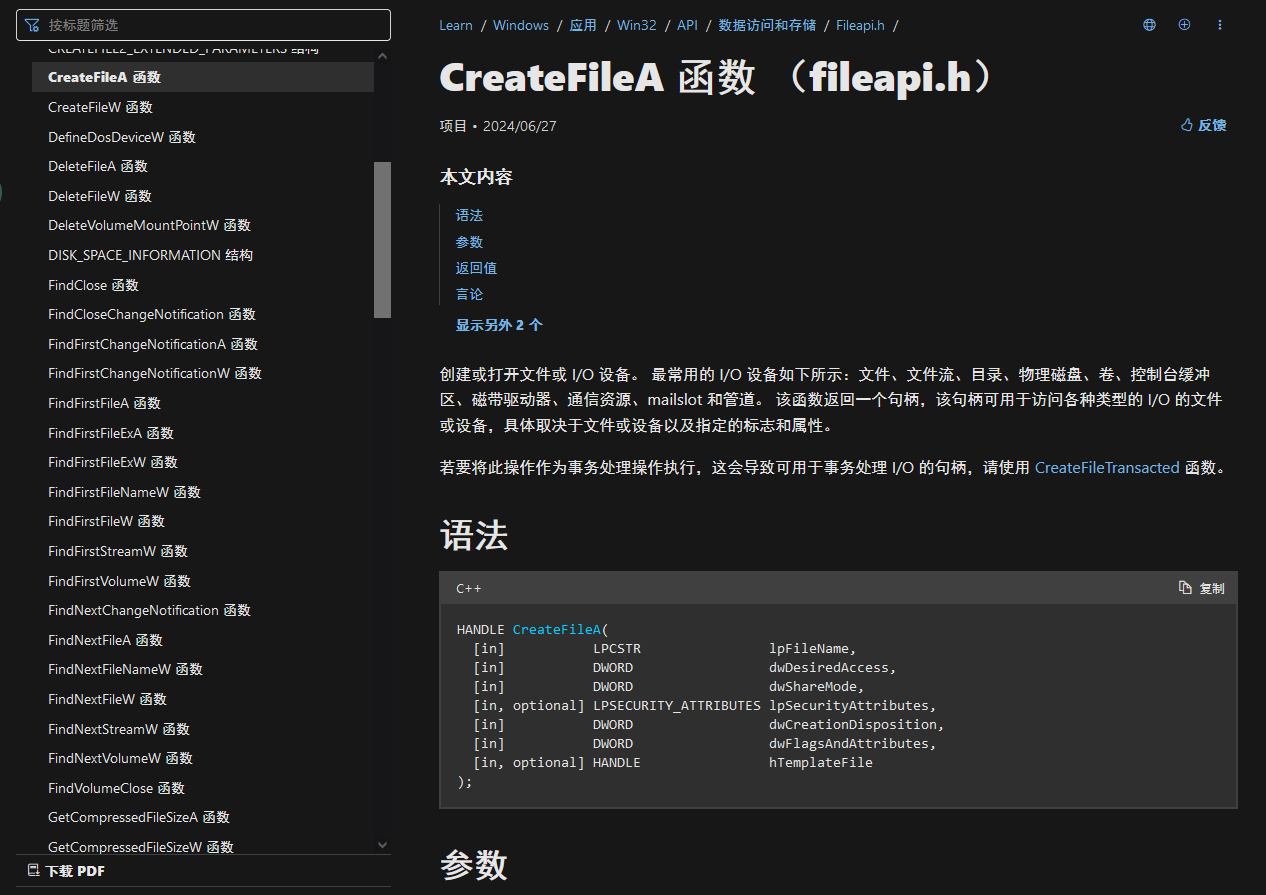 按标题筛选
CREATEFILE2_EXTENDED_PARAMETERS 结构
CreateFileA 函数
CreateFileW 函数
DefineDosDeviceW 函数
DeleteFileA 函数
DeleteFileW 函数
DeleteVolumeMountPointW 函数
DISK_SPACE_INFORMATION 结构
FindClose 函数
FindCloseChangeNotification 函数
FindFirstChangeNotificationA 函数
FindFirstChangeNotificationW 函数
FindFirstFileA 函数
FindFirstFileExA 函数
FindFirstFileExW 函数
FindFirstFileNameW 函数
FindFirstFileW 函数
FindFirstStreamW 函数
FindFirstVolumeW 函数
FindNextChangeNotification 函数
FindNextFileA 函数
FindNextFileNameW 函数
FindNextFileW 函数
FindNextStreamW 函数
FindNextVolumeW 函数
FindVolumeClose 函数
GetCompressedFileSizeA 函数
GetCompressedFileSizeW 函数
下载 PDF
Learn / Windows / 应用 / Win32 / API / 数据访问和存储 / Fileapi.h /
CreateFileA 函数 （fileapi.h）
项目 • 2024/06/27
反馈
本文内容
语法
参数
返回值
言论
显示另外 2 个
创建或打开文件或 I/O 设备。 最常用的 I/O 设备如下所示：文件、文件流、目录、物理磁盘、卷、控制台缓冲
区、磁带驱动器、通信资源、mailslot 和管道。 该函数返回一个句柄，该句柄可用于访问各种类型的 I/O 的文件
或设备，具体取决于文件或设备以及指定的标志和属性。
若要将此操作作为事务处理操作执行，这会导致可用于事务处理 I/O 的句柄，请使用 CreateFileTransacted 函数。
语法
C++
复制
HANDLE CreateFileA(
[in] LPCSTR lpFileName,
[in] DWORD dwDesiredAccess,
[in] DWORD dwShareMode,
[in, optional] LPSECURITY_ATTRIBUTES lpSecurityAttributes,
[in] DWORD dwCreationDisposition,
[in] DWORD dwFlagsAndAttributes,
[in, optional] HANDLE hTemplateFile
);
参数